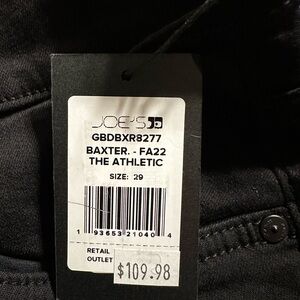 JOE'S
GBDBXR8277
BAXTER. - FA22
THE ATHLETIC
SIZE: 29
1 93653 21040 4
RETAIL
OUTLET
$109.98